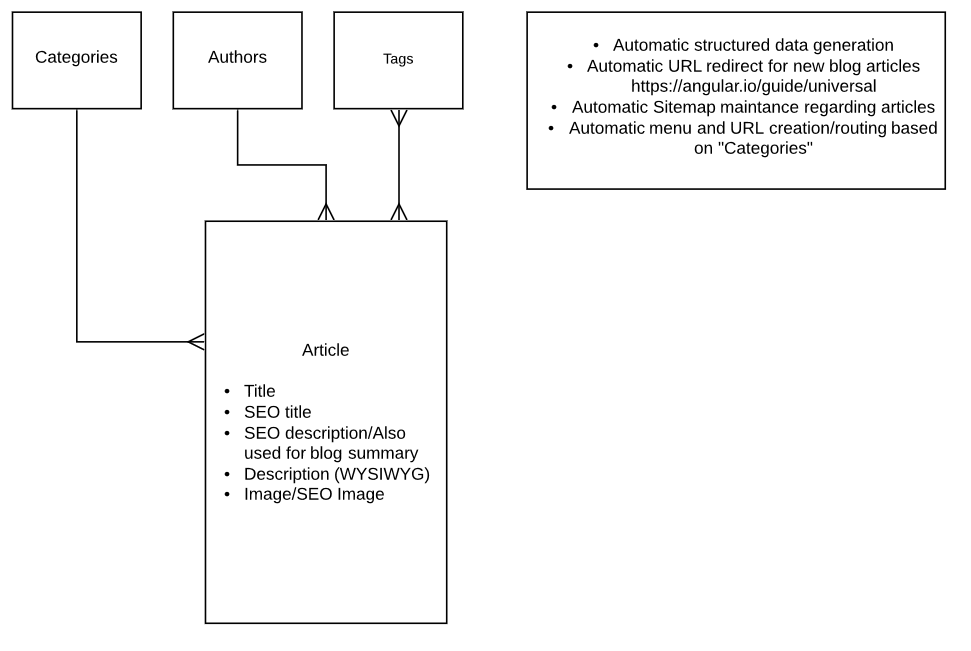 Categories
Authors
Tags
• Automatic structured data generation
• Automatic URL redirect for new blog articles
https://angular.io/guide/universal
• Automatic Sitemap maintance regarding articles
• Automatic menu and URL creation/routing based
on "Categories"
Article
• Title
• SEO title
• SEO description/Also
used for blog summary
• Description (WYSIWYG)
• Image/SEO Image